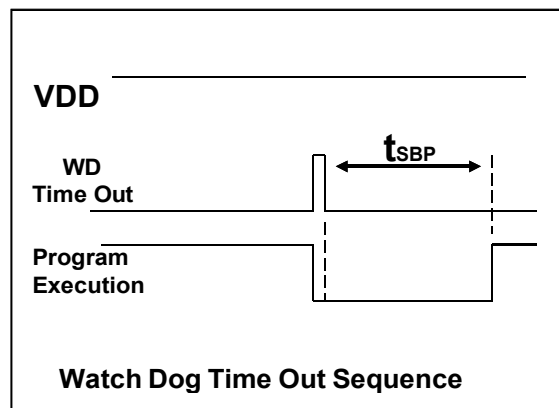 VDD
tSBP
WD
Time Out
Program
Execution
Watch Dog Time Out Sequence